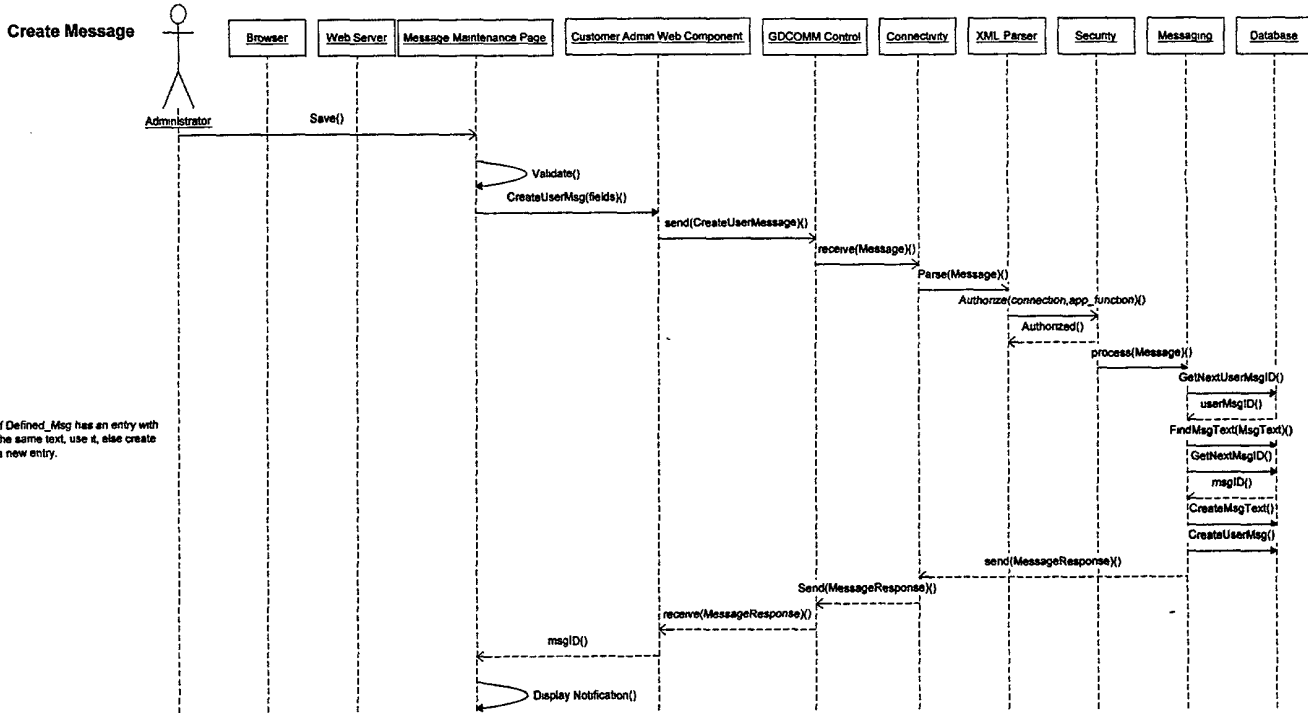 Create Message
Browser
Web Server
Message Maintenance Page
Customer Admin Web Component
GDCOMM Control
Connectivity
XML Parser
Security
Messaging
Database
Administrator
Save()
Validate()
CreateUserMsg(fields)()
send(CreateUserMessage)()
receive(Message)()
Parse(Message)()
Authorize(connection,app_function)()
Authorized()
process(Message)()
GetNextUserMsgID()
userMsgID()
f Defined_Msg has an entry with
he same text, use it, else create
a new entry.
FindMsgText(MsgText)()
GetNextMsgID()
msgID()
CreateMsgText()
CreateUserMsg()
send(MessageResponse)()
Send(MessageResponse)()
receive(MessageResponse)()
msgID()
Display Notification()